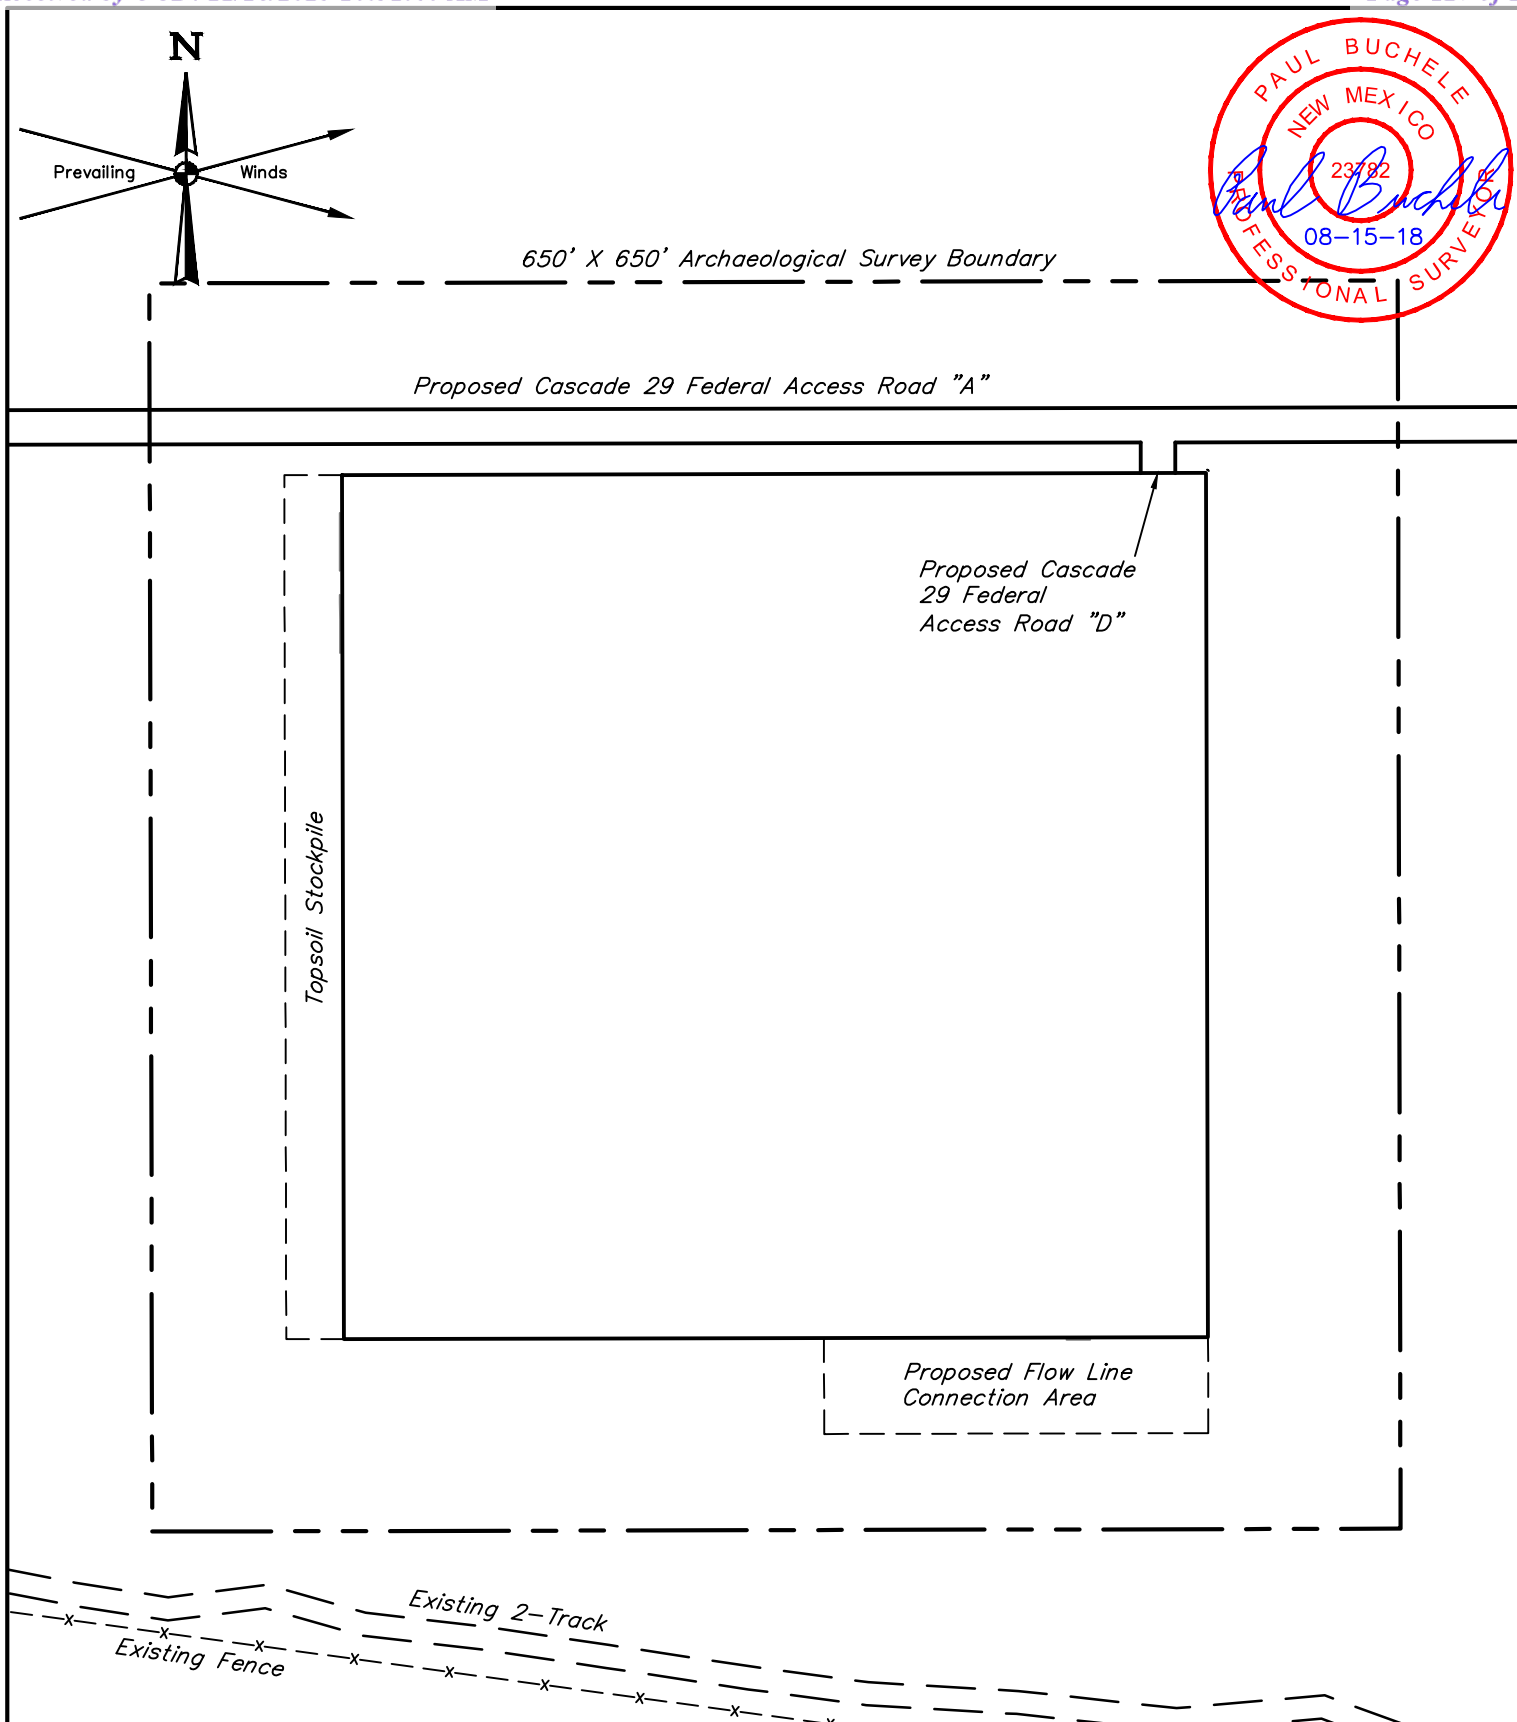 N
Prevailing Winds
PAUL BUCHELE
NEW MEXICO
23782
Paul Buchele
08-15-18
PROFESSIONAL SURVEYOR
650' X 650' Archaeological Survey Boundary
Proposed Cascade 29 Federal Access Road "A"
Proposed Cascade
29 Federal
Access Road "D"
Topsoil Stockpile
Proposed Flow Line
Connection Area
Existing 2-Track
Existing Fence